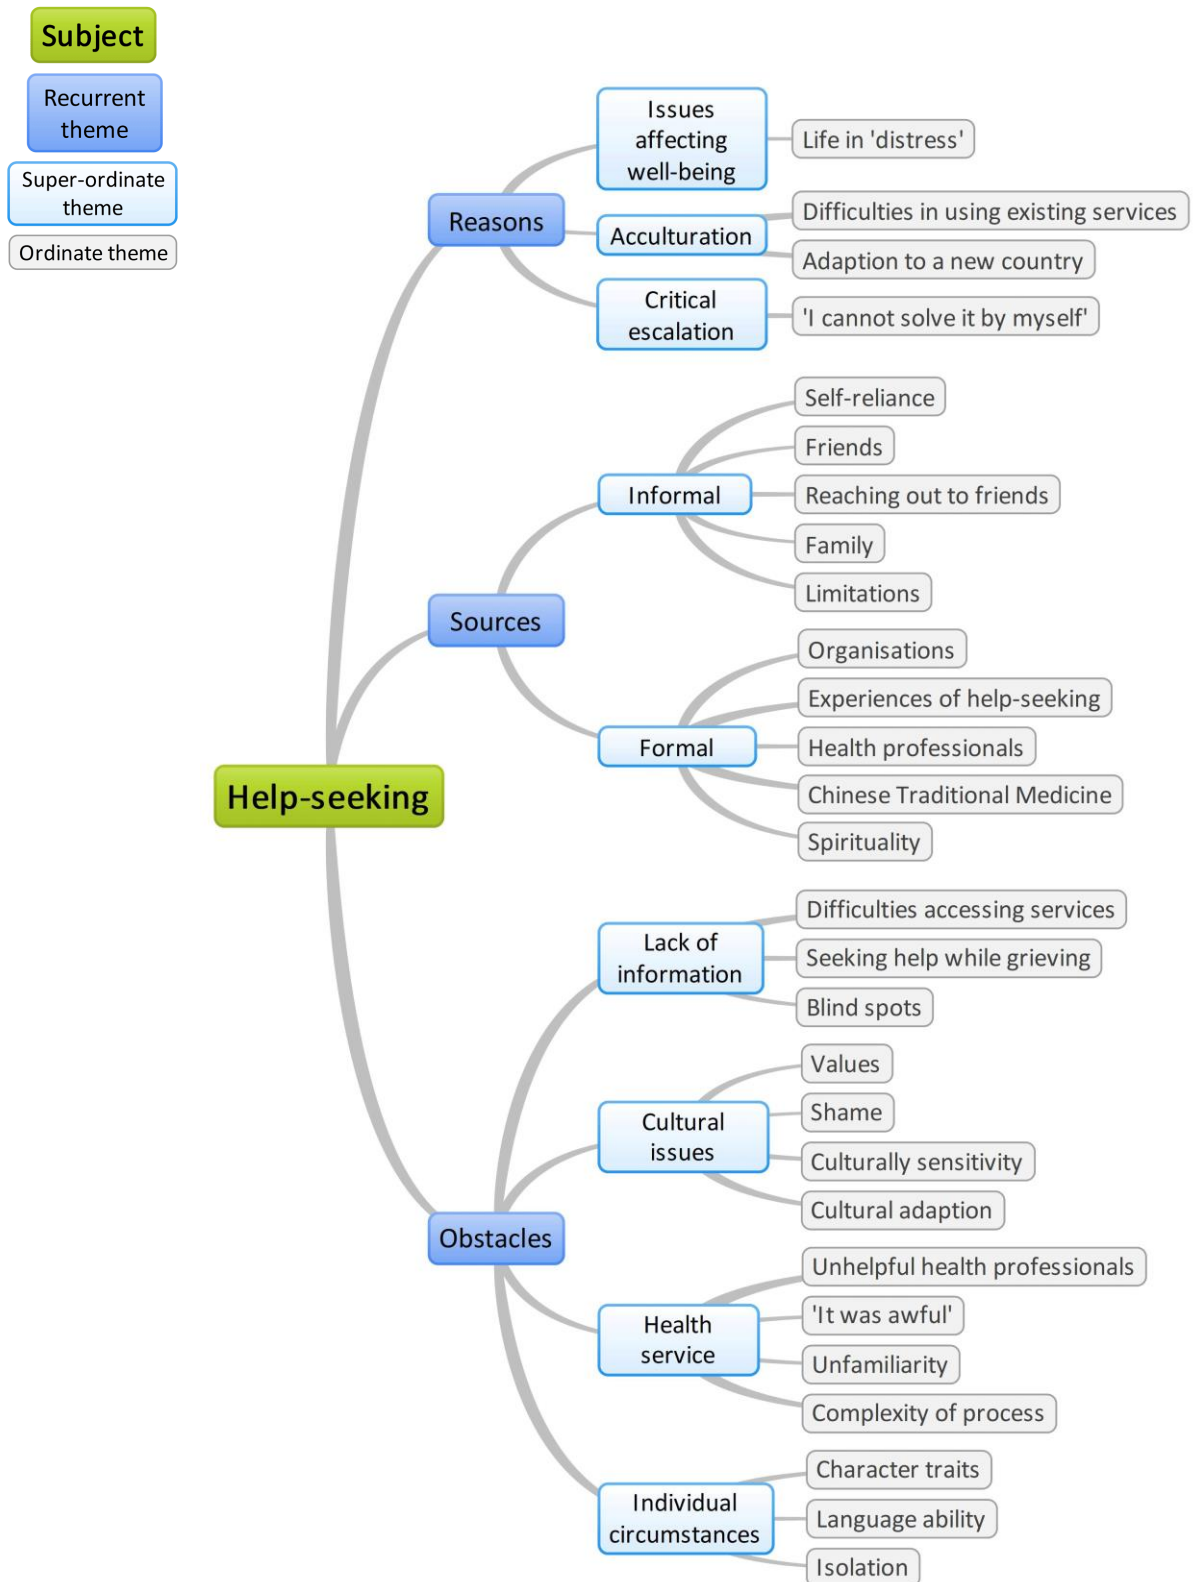 Subject
Recurrent
theme
Super-ordinate
theme
Ordinate theme
Help-seeking
Reasons
Issues
affecting
well-being
Life in 'distress'
Acculturation
Difficulties in using existing services
Adaption to a new country
Critical
escalation
'I cannot solve it by myself'
Sources
Informal
Self-reliance
Friends
Reaching out to friends
Family
Limitations
Formal
Organisations
Experiences of help-seeking
Health professionals
Chinese Traditional Medicine
Spirituality
Obstacles
Lack of
information
Difficulties accessing services
Seeking help while grieving
Blind spots
Cultural
issues
Values
Shame
Culturally sensitivity
Cultural adaption
Health
service
Unhelpful health professionals
'It was awful'
Unfamiliarity
Complexity of process
Individual
circumstances
Character traits
Language ability
Isolation